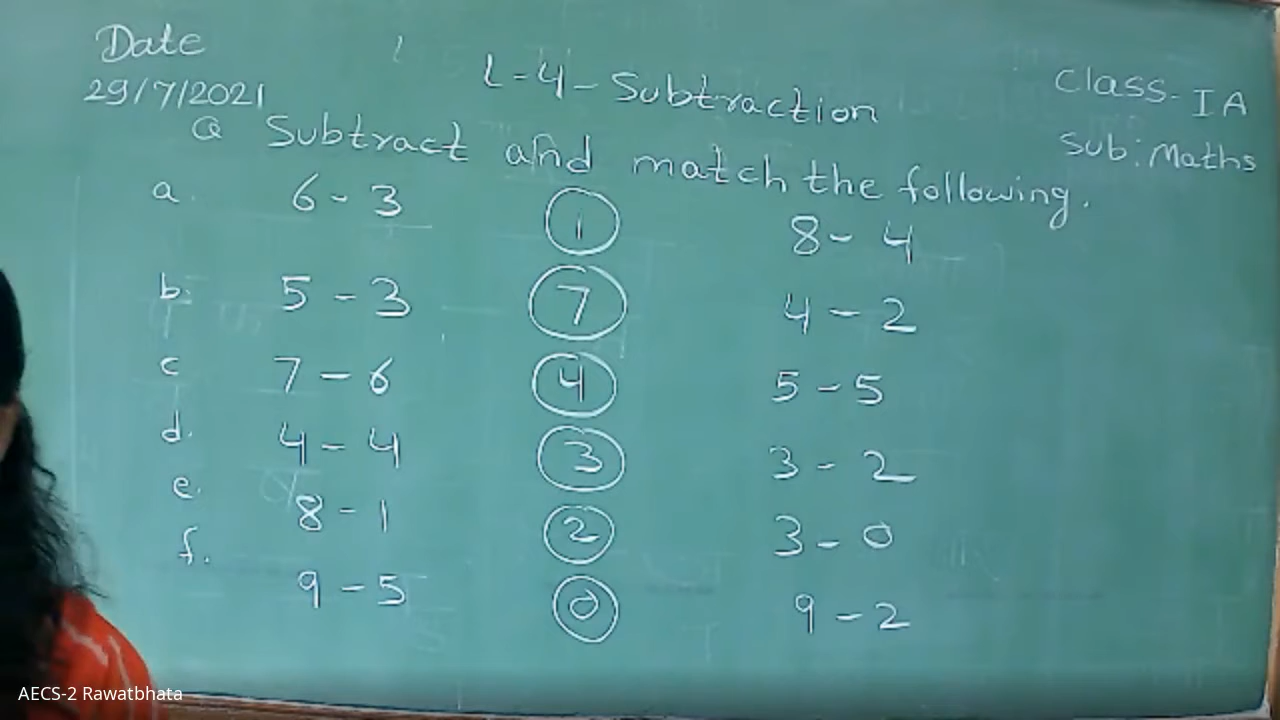 Date
29/7/2021
L-4-Subtraction
Class-IA
Sub:Maths
Q Subtract and match the following.
a. 6-3 1 8-4
b. 5-3 7 4-2
c 7-6 4 5-5
d. 4-4 3 3-2
e. 8-1 2 3-0
f. 9-5 0 9-2
AECS-2 Rawatbhata